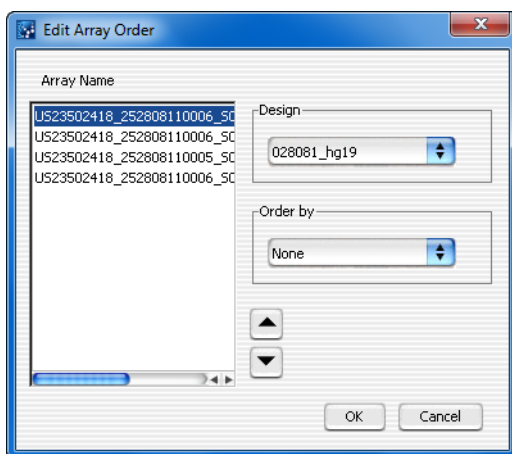 Edit Array Order
Array Name
US23502418_252808110006_S0
US23502418_252808110006_S0
US23502418_252808110005_S0
US23502418_252808110006_S0
Design
028081_hg19
Order by
None
OK
Cancel